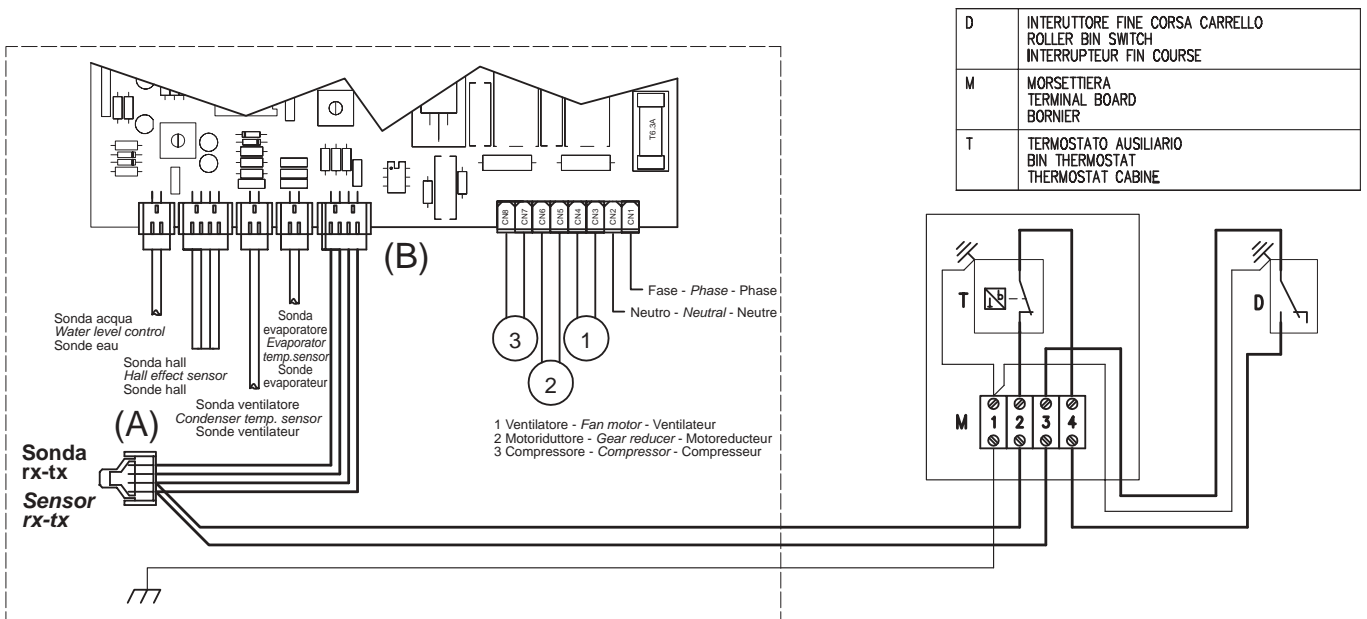 D
INTERUTTORE FINE CORSA CARRELLO
ROLLER BIN SWITCH
INTERRUPTEUR FIN COURSE
M
MORSETTIERA
TERMINAL BOARD
BORNIER
T
TERMOSTATO AUSILIARIO
BIN THERMOSTAT
THERMOSTAT CABINE
T6.3A
CN8
CN7
CN6
CN5
CN4
CN3
CN2
CN1
(B)
Fase - Phase - Phase
Neutro - Neutral - Neutre
3
1
2
Sonda acqua
Water level control
Sonde eau
Sonda hall
Hall effect sensor
Sonde hall
Sonda
evaporatore
Evaporator
temp.sensor
Sonde
evaporateur
Sonda ventilatore
Condenser temp. sensor
Sonde ventilateur
1 Ventilatore - Fan motor - Ventilateur
2 Motoriduttore - Gear reducer - Motoreducteur
3 Compressore - Compressor - Compresseur
(A)
Sonda
rx-tx
Sensor
rx-tx
T
D
M
1 2 3 4